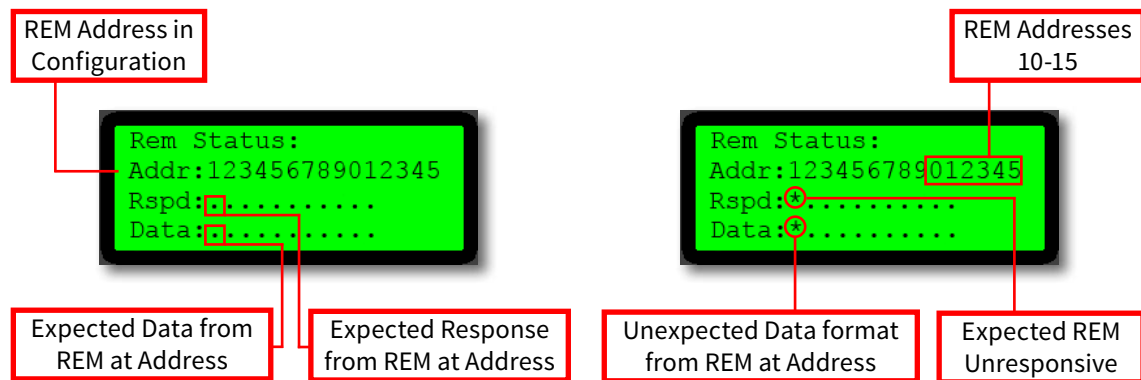 REM Address in
Configuration
REM Addresses
10-15
Rem Status:
Addr:123456789012345
Rspd:...........
Data:...........
Rem Status:
Addr:123456789012345
Rspd:*..........
Data:*..........
Expected Data from
REM at Address
Expected Response
from REM at Address
Unexpected Data format
from REM at Address
Expected REM
Unresponsive